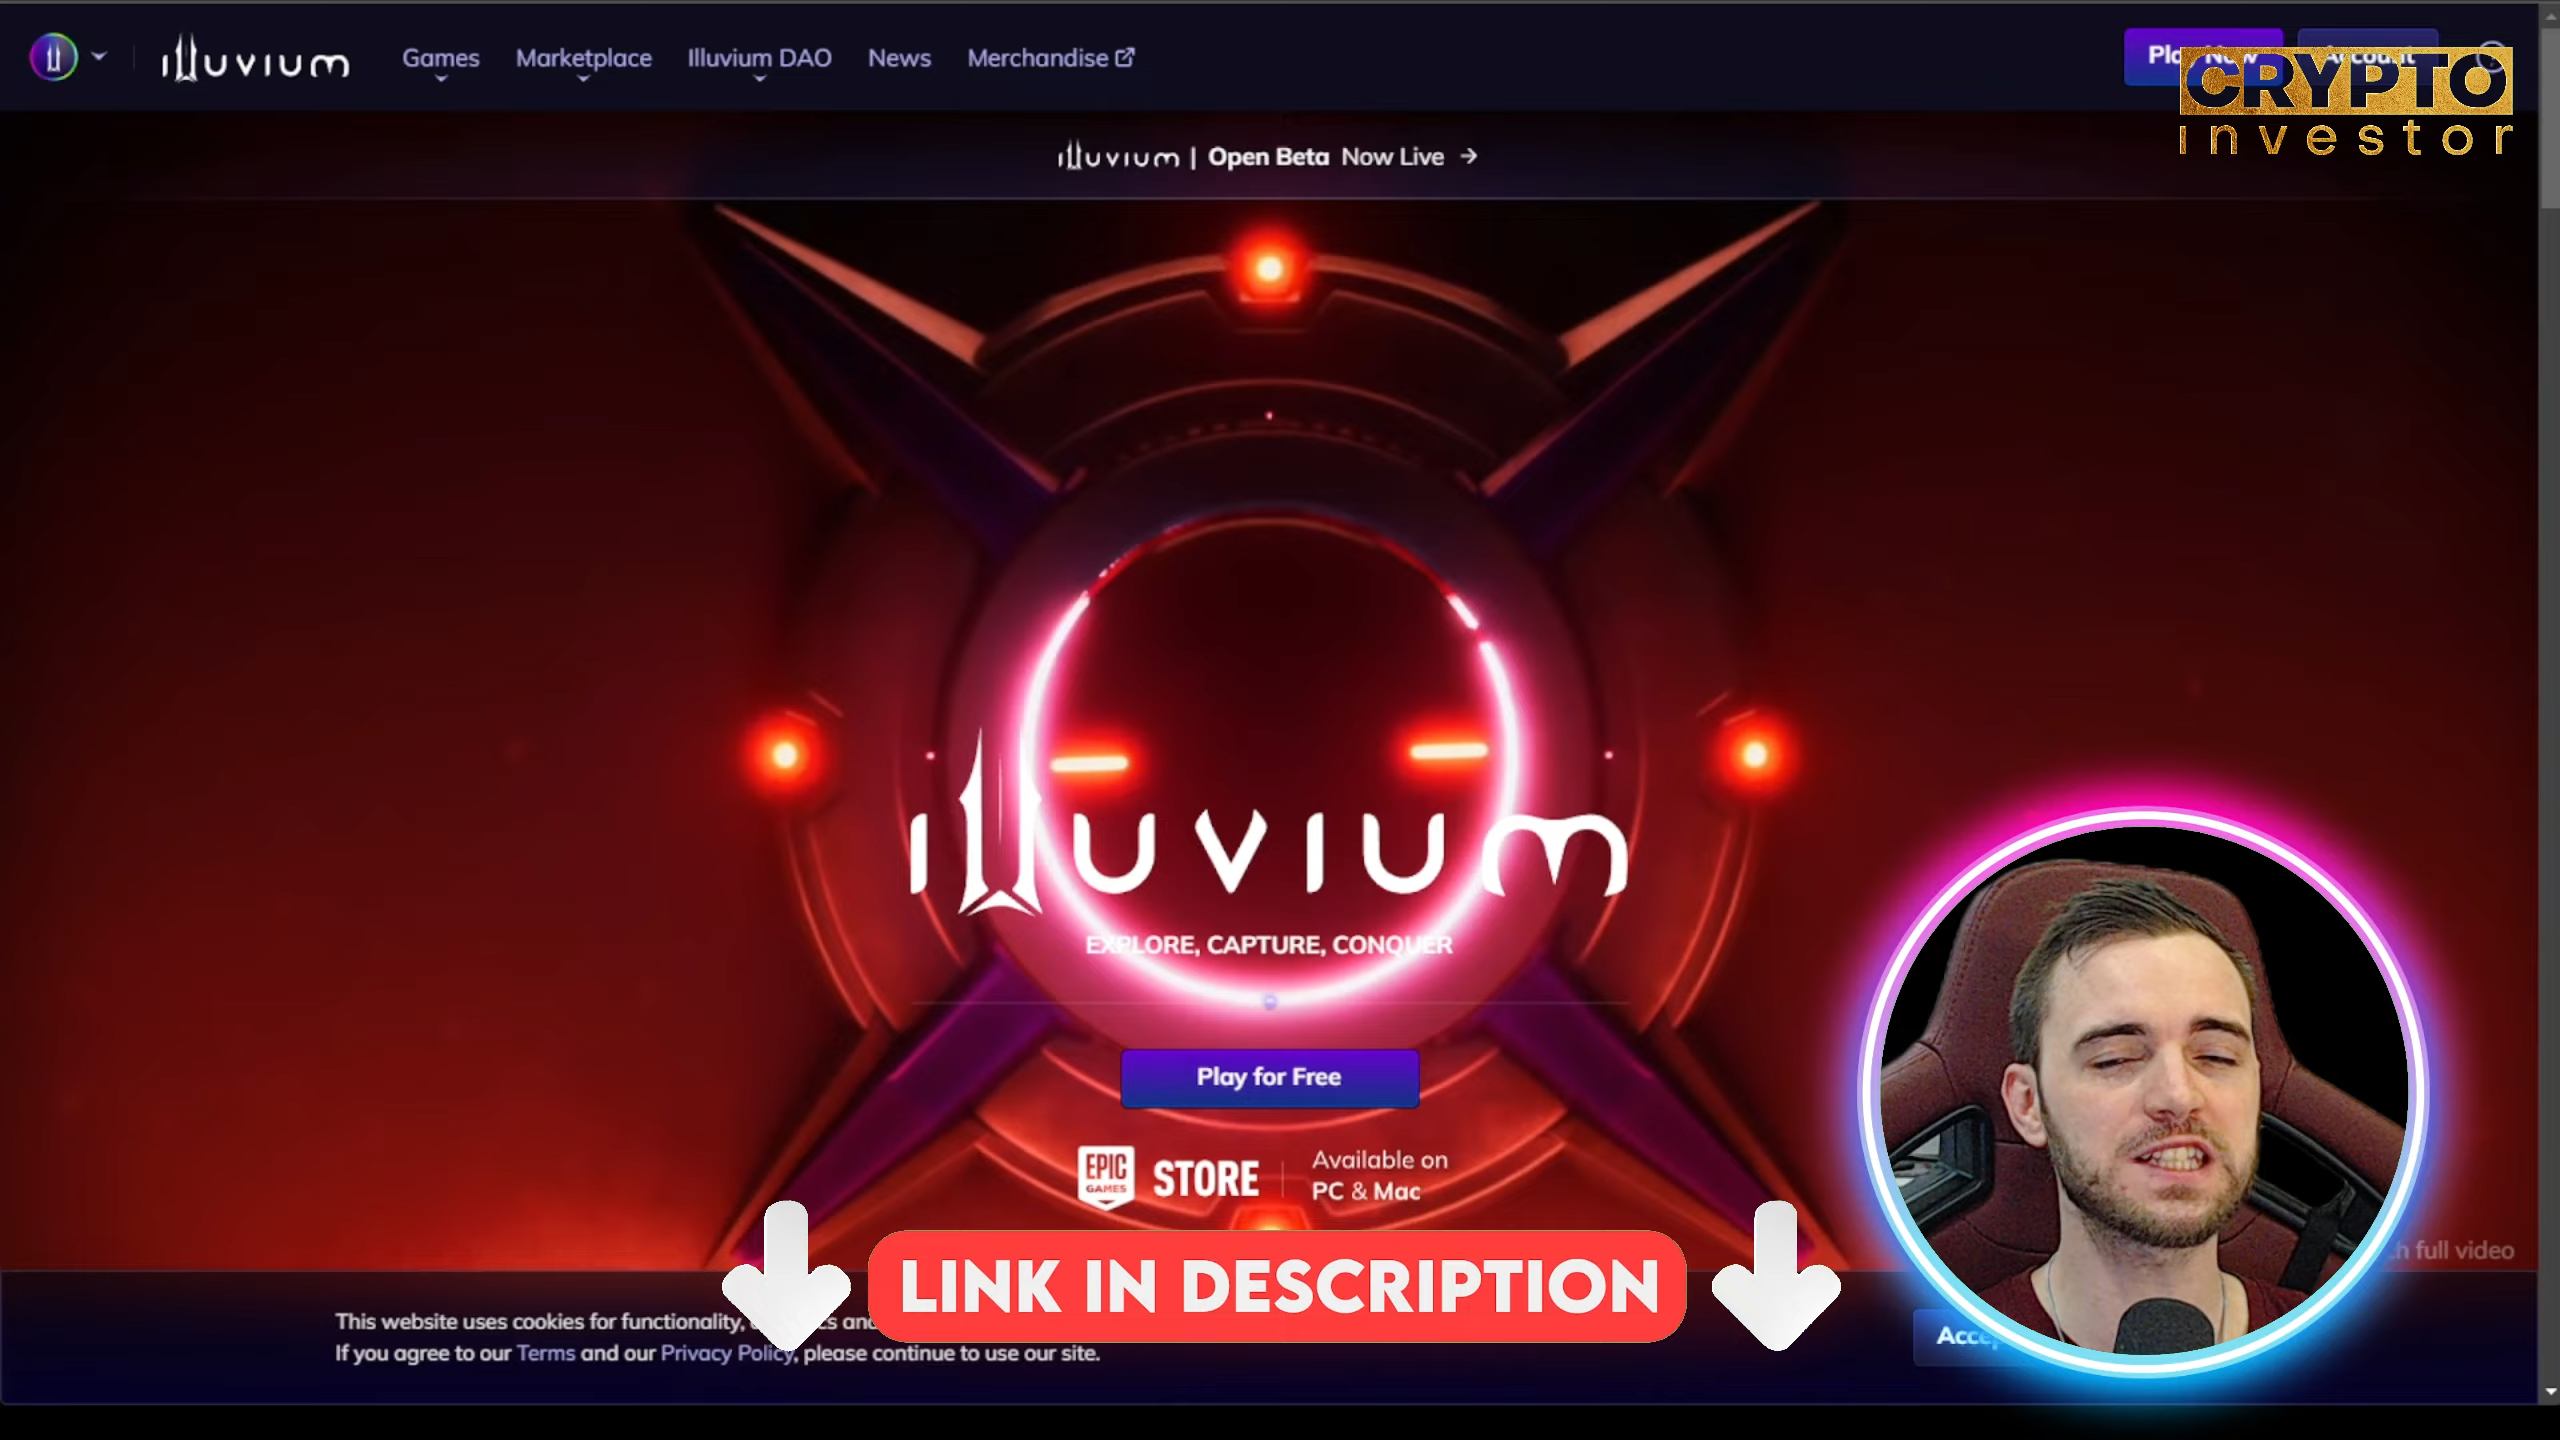 illuvium
Games
Marketplace
Illuvium DAO
News
Merchandise
CRYPTO
investor
illuvium | Open Beta Now Live →
illuvium
EXPLORE, CAPTURE, CONQUER
Play for Free
EPIC GAMES STORE
Available on
PC & Mac
full video
LINK IN DESCRIPTION
This website uses cookies for functionality,
If you agree to our Terms and our Privacy Policy, please continue to use our site.